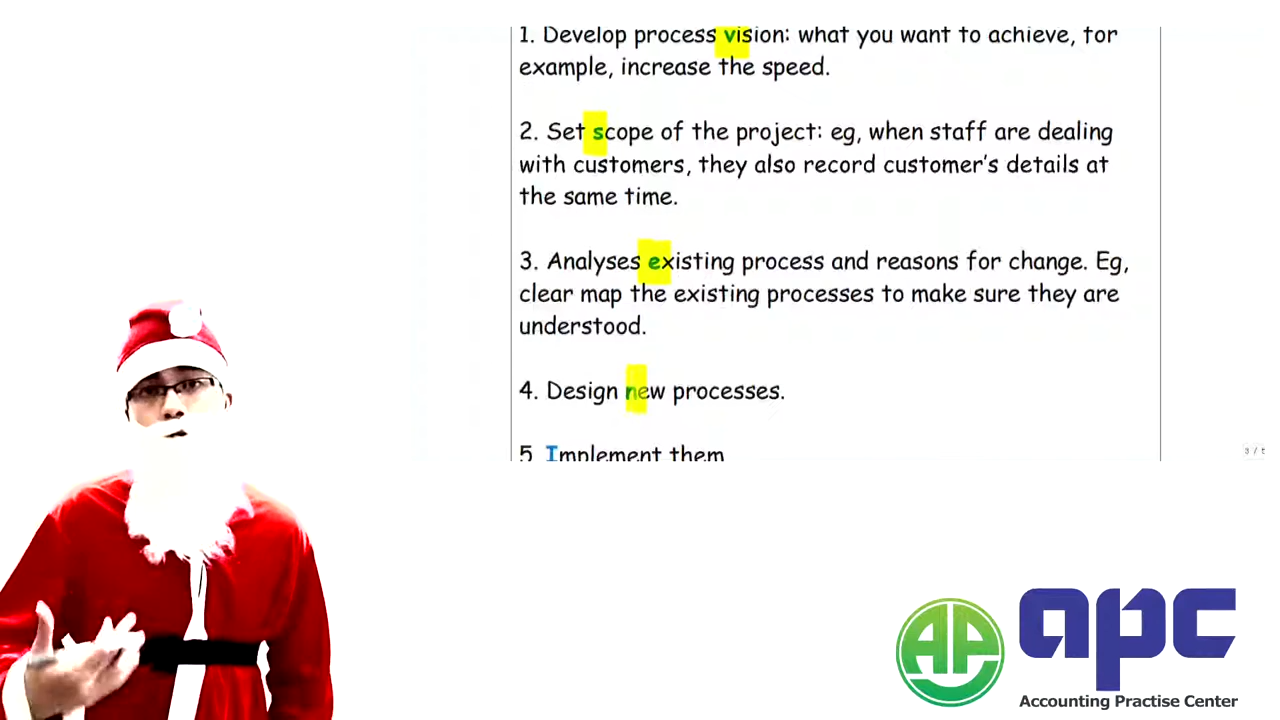 1. Develop process vision: what you want to achieve, for
example, increase the speed.
2. Set scope of the project: eg, when staff are dealing
with customers, they also record customer's details at
the same time.
3. Analyses existing process and reasons for change. Eg,
clear map the existing processes to make sure they are
understood.
4. Design new processes.
5 Implement them
3 / 5
AP
apc
Accounting Practise Center